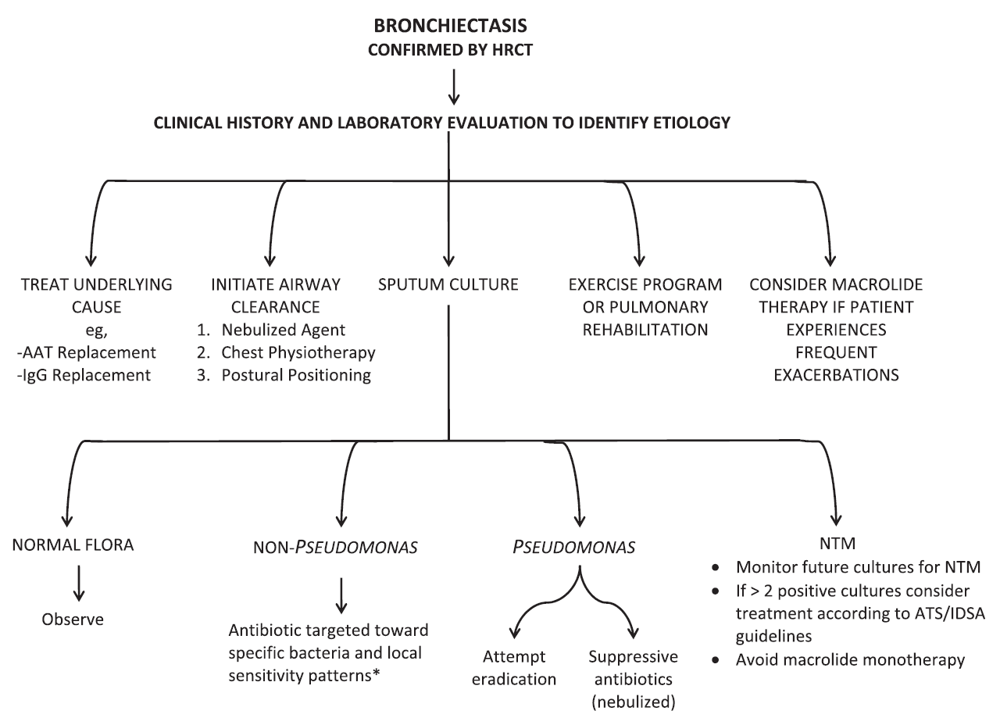 BRONCHIECTASIS
CONFIRMED BY HRCT
CLINICAL HISTORY AND LABORATORY EVALUATION TO IDENTIFY ETIOLOGY
TREAT UNDERLYING
CAUSE
eg,
-AAT Replacement
-IgG Replacement
INITIATE AIRWAY
CLEARANCE
1. Nebulized Agent
2. Chest Physiotherapy
3. Postural Positioning
SPUTUM CULTURE
EXERCISE PROGRAM
OR PULMONARY
REHABILITATION
CONSIDER MACROLIDE
THERAPY IF PATIENT
EXPERIENCES
FREQUENT
EXACERBATIONS
NORMAL FLORA
Observe
NON-PSEUDOMONAS
Antibiotic targeted toward
specific bacteria and local
sensitivity patterns*
PSEUDOMONAS
Attempt
eradication
Suppressive
antibiotics
(nebulized)
NTM
• Monitor future cultures for NTM
• If > 2 positive cultures consider
treatment according to ATS/IDSA
guidelines
• Avoid macrolide monotherapy